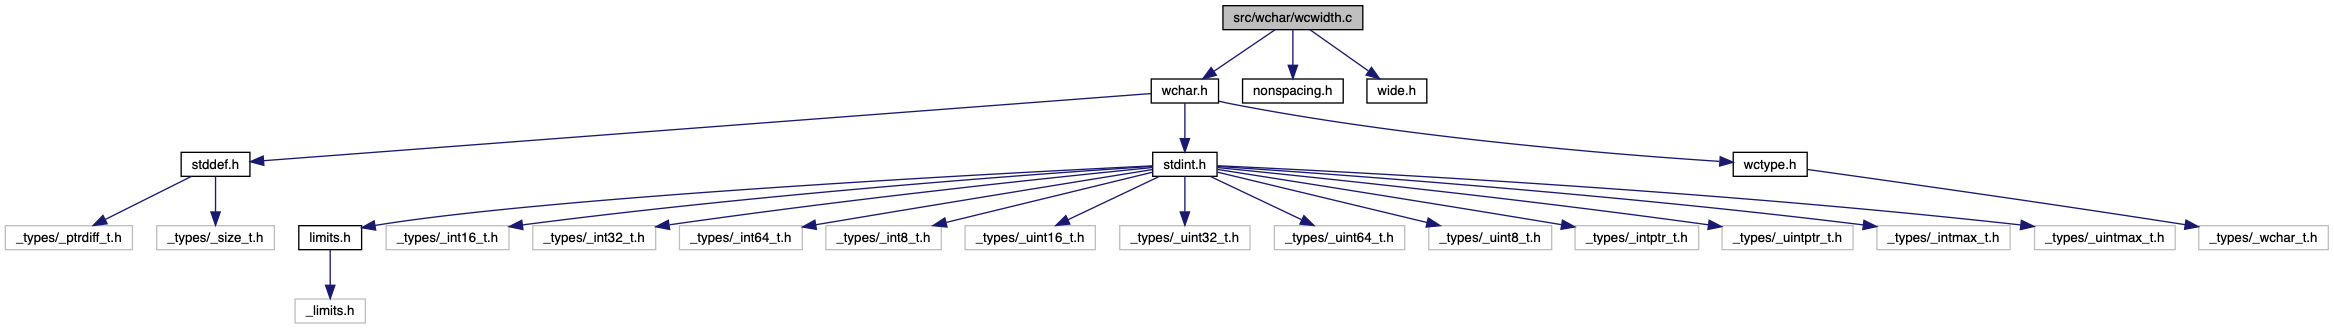 src/wchar/wcwidth.c
wchar.h
nonspacing.h
wide.h
stddef.h
stdint.h
wctype.h
_types/_ptrdiff_t.h
_types/_size_t.h
limits.h
_types/_int16_t.h
_types/_int32_t.h
_types/_int64_t.h
_types/_int8_t.h
_types/_uint16_t.h
_types/_uint32_t.h
_types/_uint64_t.h
_types/_uint8_t.h
_types/_intptr_t.h
_types/_uintptr_t.h
_types/_intmax_t.h
_types/_uintmax_t.h
_types/_wchar_t.h
_limits.h